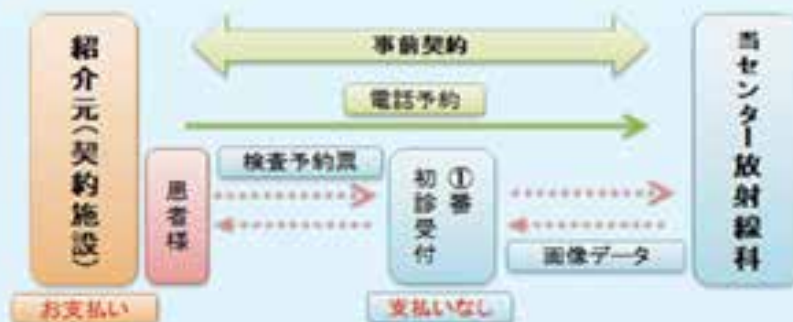 事前契約
紹介元(契約施設)
当センター放射線科
電話予約
患者様
検査予約票
①番
初診受付
画像データ
お支払い
支払いなし